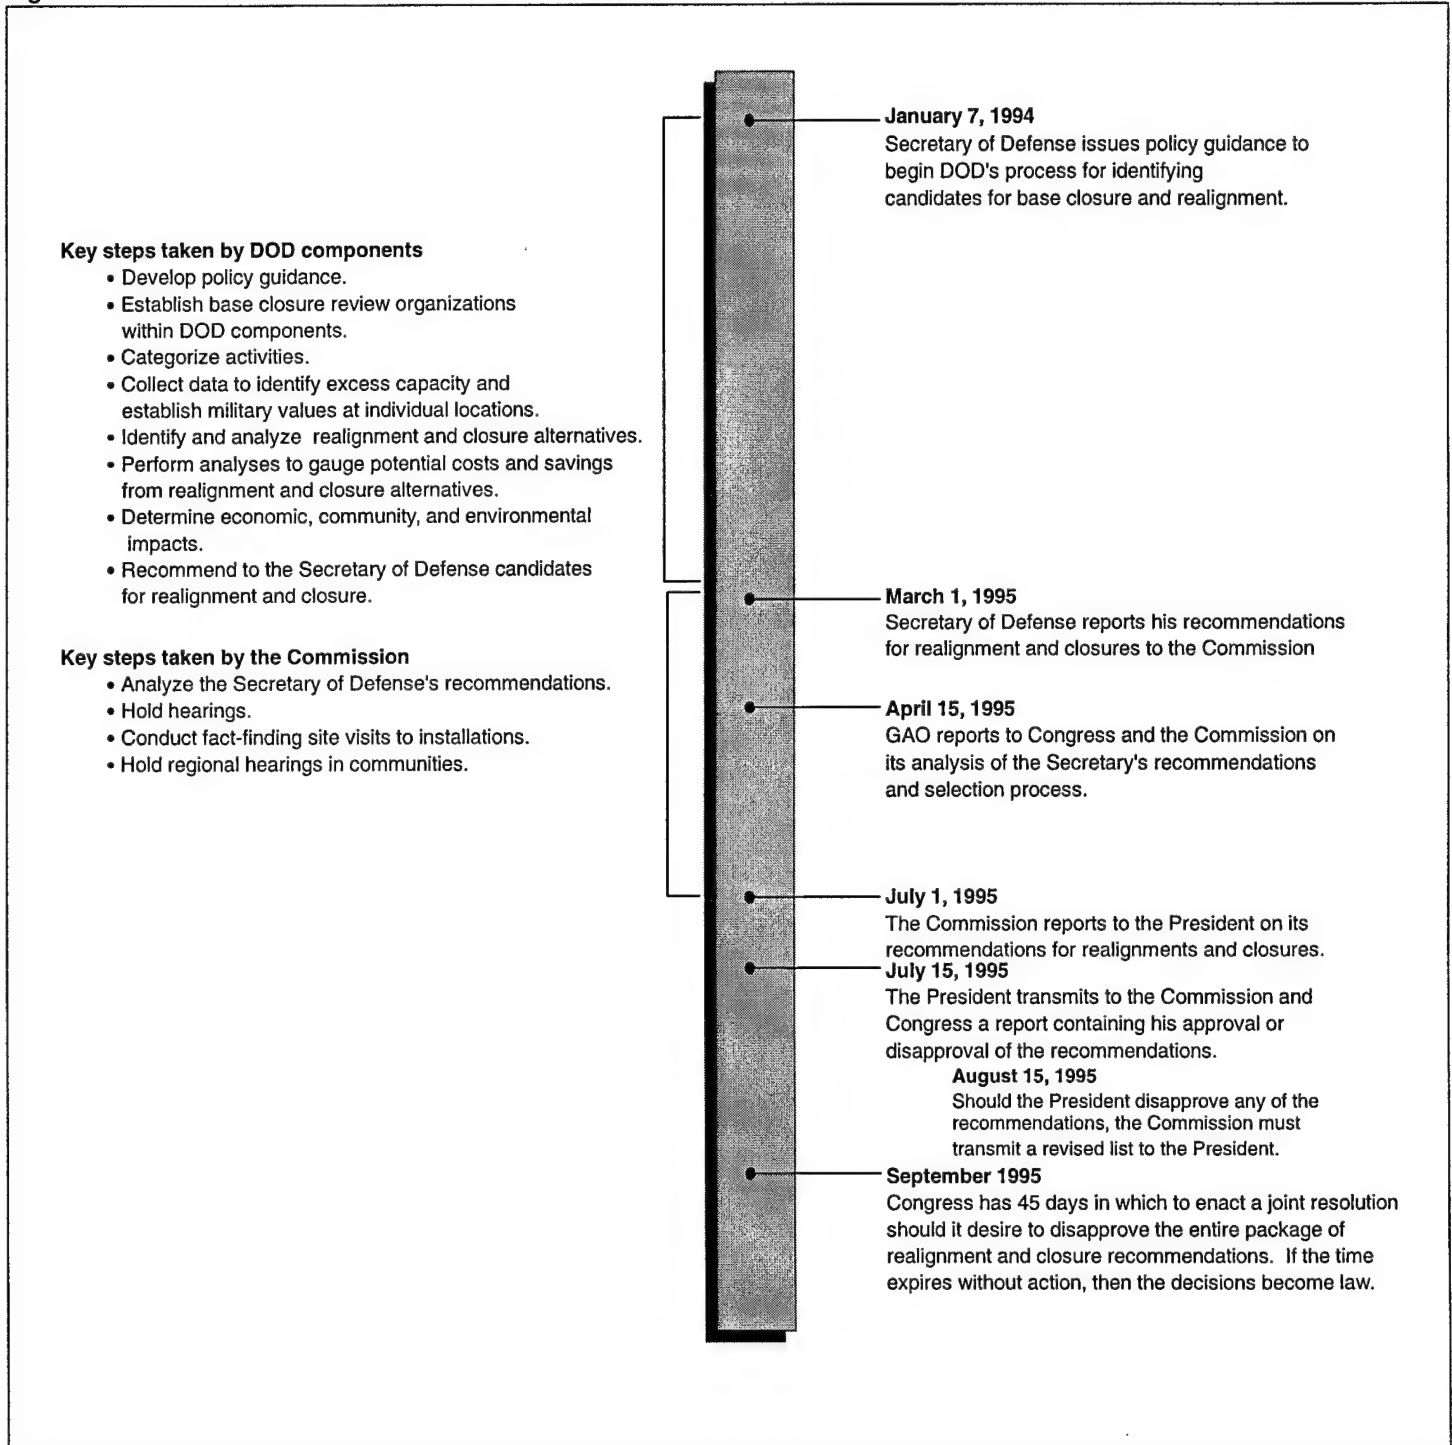 Key steps taken by DOD components
• Develop policy guidance.
• Establish base closure review organizations
within DOD components.
• Categorize activities.
• Collect data to identify excess capacity and
establish military values at individual locations.
• Identify and analyze realignment and closure alternatives.
• Perform analyses to gauge potential costs and savings
from realignment and closure alternatives.
• Determine economic, community, and environmental
impacts.
• Recommend to the Secretary of Defense candidates
for realignment and closure.
Key steps taken by the Commission
• Analyze the Secretary of Defense's recommendations.
• Hold hearings.
• Conduct fact-finding site visits to installations.
• Hold regional hearings in communities.
January 7, 1994
Secretary of Defense issues policy guidance to
begin DOD's process for identifying
candidates for base closure and realignment.
March 1, 1995
Secretary of Defense reports his recommendations
for realignment and closures to the Commission
April 15, 1995
GAO reports to Congress and the Commission on
its analysis of the Secretary's recommendations
and selection process.
July 1, 1995
The Commission reports to the President on its
recommendations for realignments and closures.
July 15, 1995
The President transmits to the Commission and
Congress a report containing his approval or
disapproval of the recommendations.
August 15, 1995
Should the President disapprove any of the
recommendations, the Commission must
transmit a revised list to the President.
September 1995
Congress has 45 days in which to enact a joint resolution
should it desire to disapprove the entire package of
realignment and closure recommendations. If the time
expires without action, then the decisions become law.